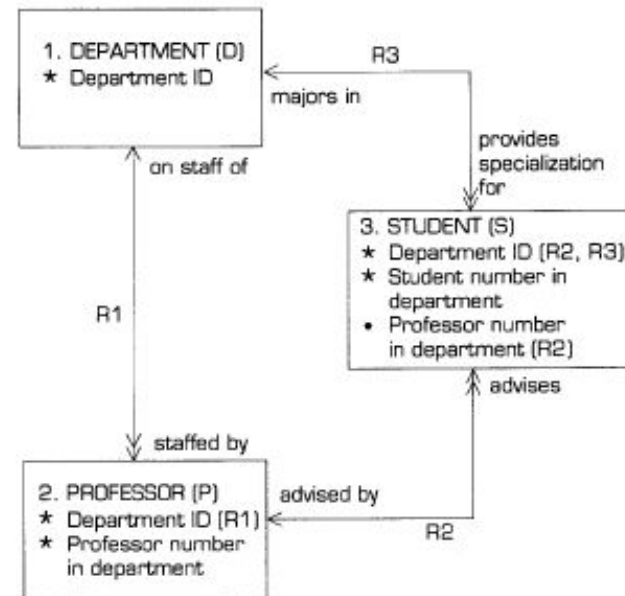 1. DEPARTMENT (D)
* Department ID
R3
majors in
on staff of
provides
specialization
for
3. STUDENT (S)
* Department ID (R2, R3)
* Student number in
department
• Professor number
in department (R2)
R1
advises
staffed by
2. PROFESSOR (P)
* Department ID (R1)
* Professor number
in department
advised by
R2